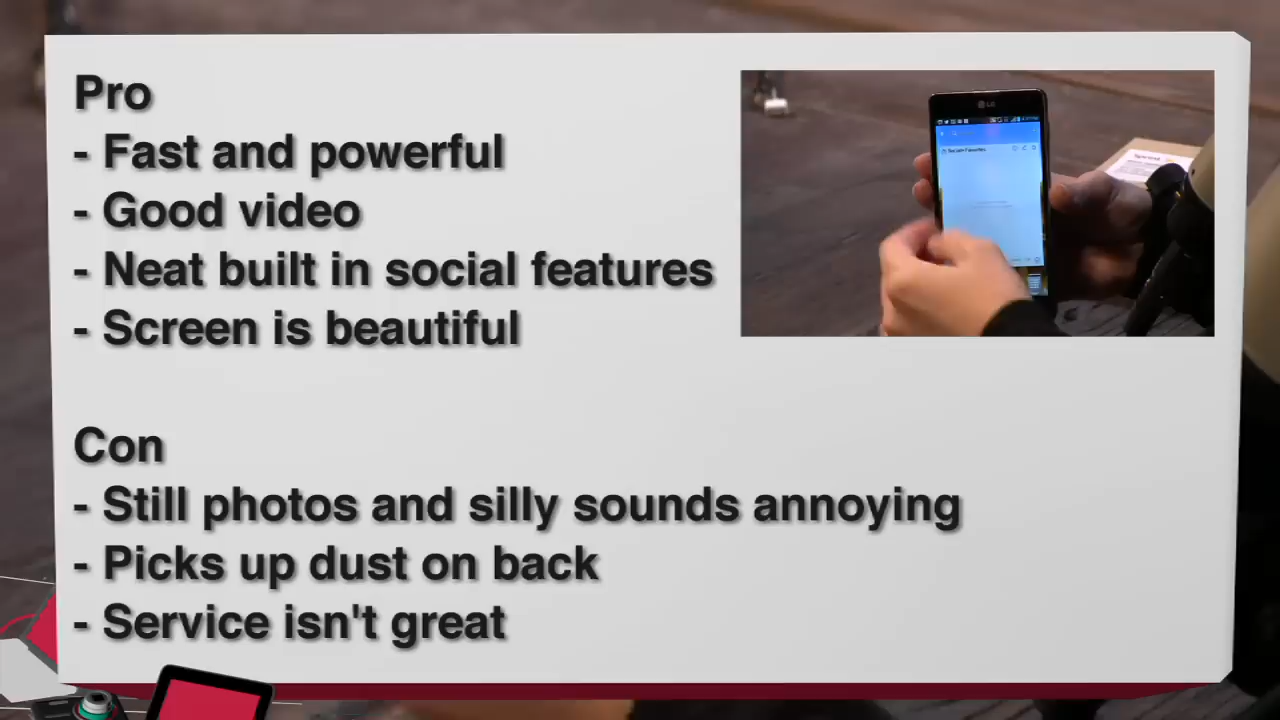 Pro
- Fast and powerful
- Good video
- Neat built in social features
- Screen is beautiful
LG
Con
- Still photos and silly sounds annoying
- Picks up dust on back
- Service isn't great